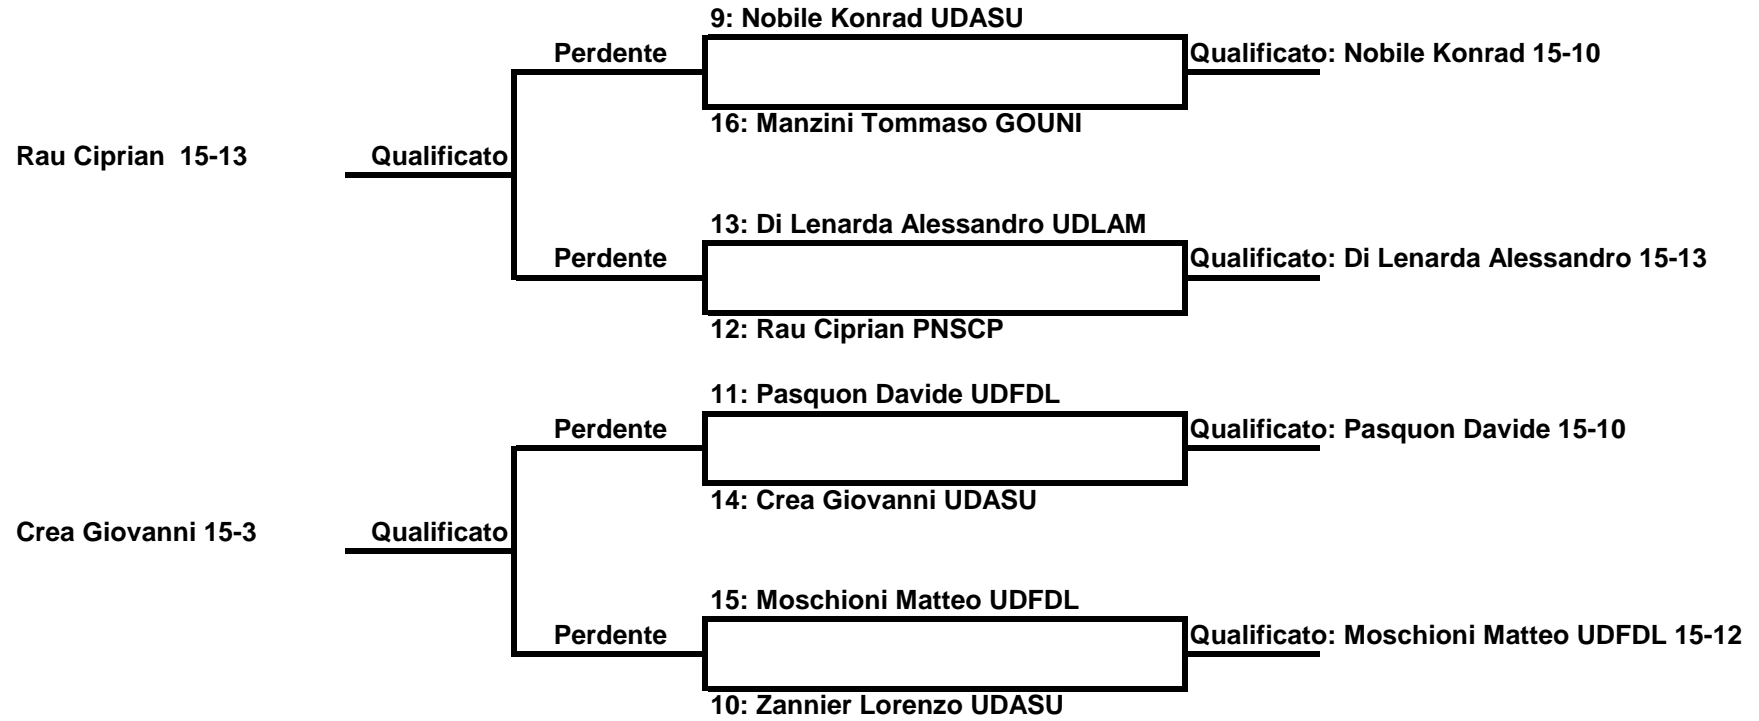 9: Nobile Konrad UDASU
Perdente
Qualificato: Nobile Konrad 15-10
16: Manzini Tommaso GOUNI
Rau Ciprian  15-13
Qualificato
13: Di Lenarda Alessandro UDLAM
Perdente
Qualificato: Di Lenarda Alessandro 15-13
12: Rau Ciprian PNSCP
11: Pasquon Davide UDFDL
Perdente
Qualificato: Pasquon Davide 15-10
14: Crea Giovanni UDASU
Crea Giovanni 15-3
Qualificato
15: Moschioni Matteo UDFDL
Perdente
Qualificato: Moschioni Matteo UDFDL 15-12
10: Zannier Lorenzo UDASU